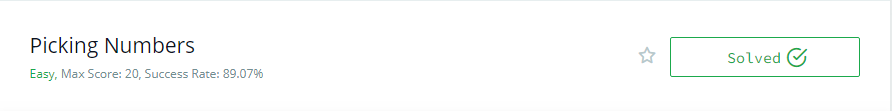 Picking Numbers
Easy, Max Score: 20, Success Rate: 89.07%
Solved